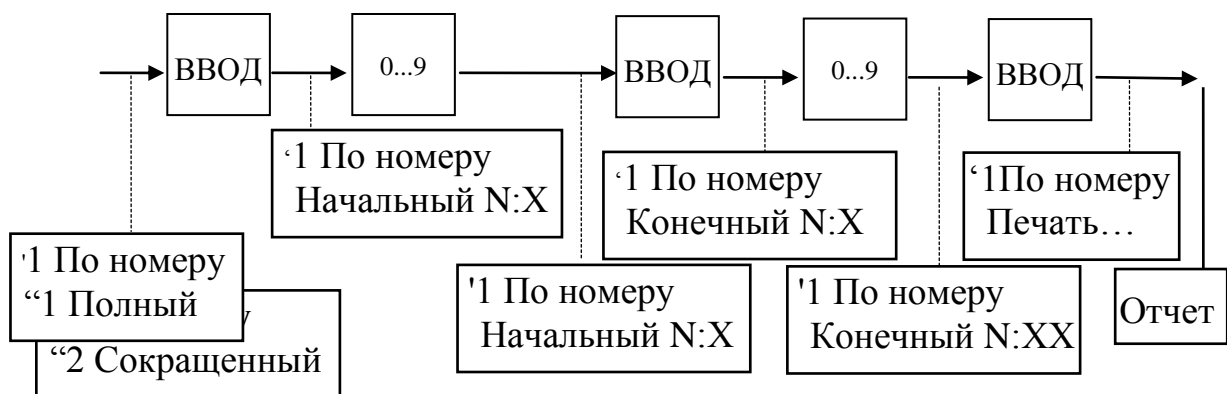 ВВОД
0...9
ВВОД
0...9
ВВОД
‘1 По номеру
Начальный N:X
‘1 По номеру
Конечный N:X
‘1По номеру
Печать…
'1 По номеру
“1 Полный
“2 Сокращенный
'1 По номеру
Начальный N:X
'1 По номеру
Конечный N:XX
Отчет